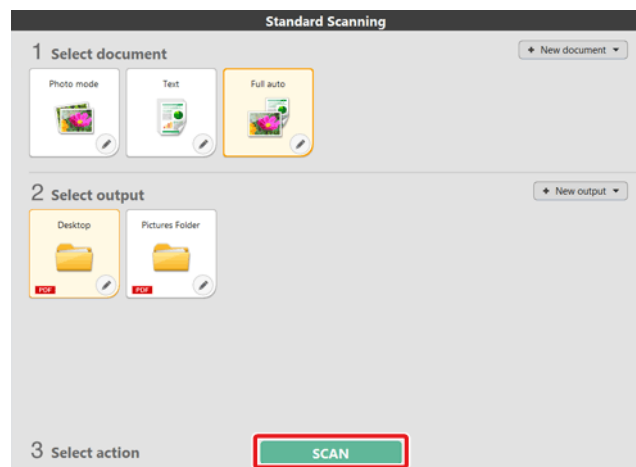 Standard Scanning
1 Select document
+ New document
Photo mode
Text
Full auto
2 Select output
+ New output
Desktop
Pictures Folder
PDF
PDF
3 Select action
SCAN